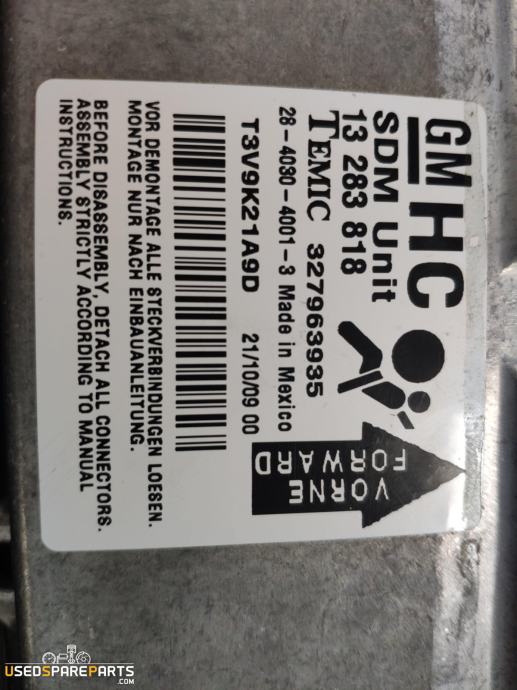 GM HC
SDM Unit
13 283 818
TEMIC 327963935
28-4030-4001-3 Made in Mexico
VORNE
FORWARD
T3V9K21A9D 21/10/09 00
VOR DEMONTAGE ALLE STECKVERBINDUNGEN LOESEN.
MONTAGE NUR NACH EINBAUANLEITUNG.
BEFORE DISASSEMBLY, DETACH ALL CONNECTORS.
ASSEMBLY STRICTLY ACCORDING TO MANUAL
INSTRUCTIONS.
USEDSPAREPARTS
.COM